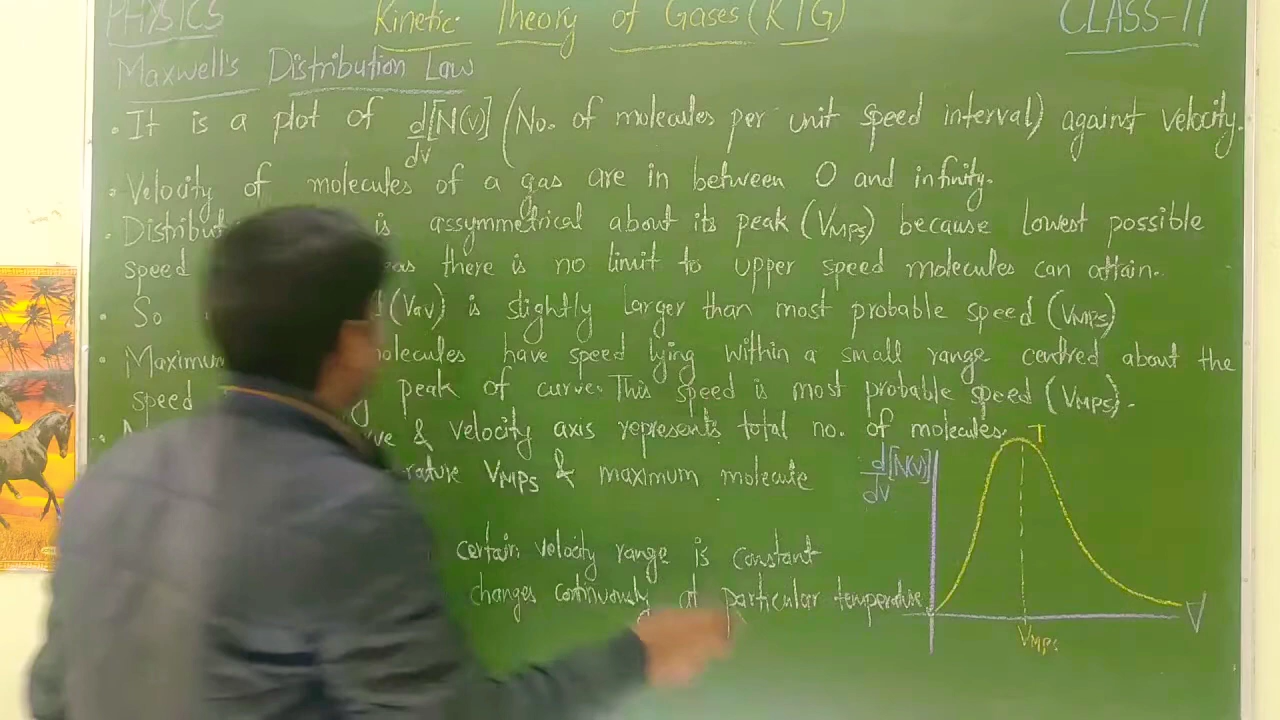 PHYSICS Kinetic Theory of Gases (KTG) CLASS-11
Maxwell's Distribution Law
• It is a plot of d[N(V)]/dV (No. of molecules per unit speed interval) against velocity.
• Velocity of molecules of a gas are in between 0 and infinity.
• Distribut is assymmetrical about its peak (VMPS) because lowest possible
speed there is no limit to upper speed molecules can attain.
• So (Vav) is slightly larger than most probable speed (VMPS)
• Maximum molecules have speed lying within a small range centred about the
speed peak of curve. This speed is most probable speed (VMPS).
& velocity axis represents total no. of molecules.
VMPS & maximum molecule
certain velocity range is constant
changes continuously at particular temperature.
T
d[N(V)]/dV
V
VMPS